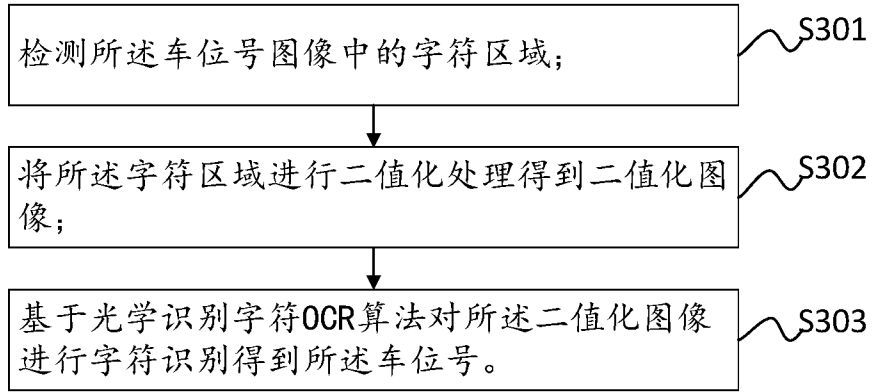 检测所述车位号图像中的字符区域;
S301
将所述字符区域进行二值化处理得到二值化图
像;
S302
基于光学识别字符OCR算法对所述二值化图像
进行字符识别得到所述车位号。
S303